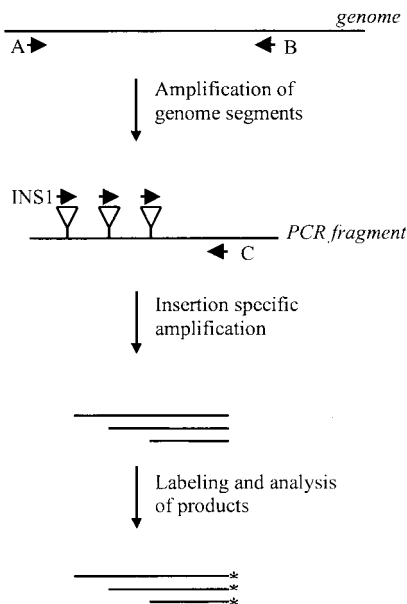 genome
A
B
Amplification of
genome segments
INS1
PCR fragment
C
Insertion specific
amplification
Labeling and analysis
of products
*
*
*